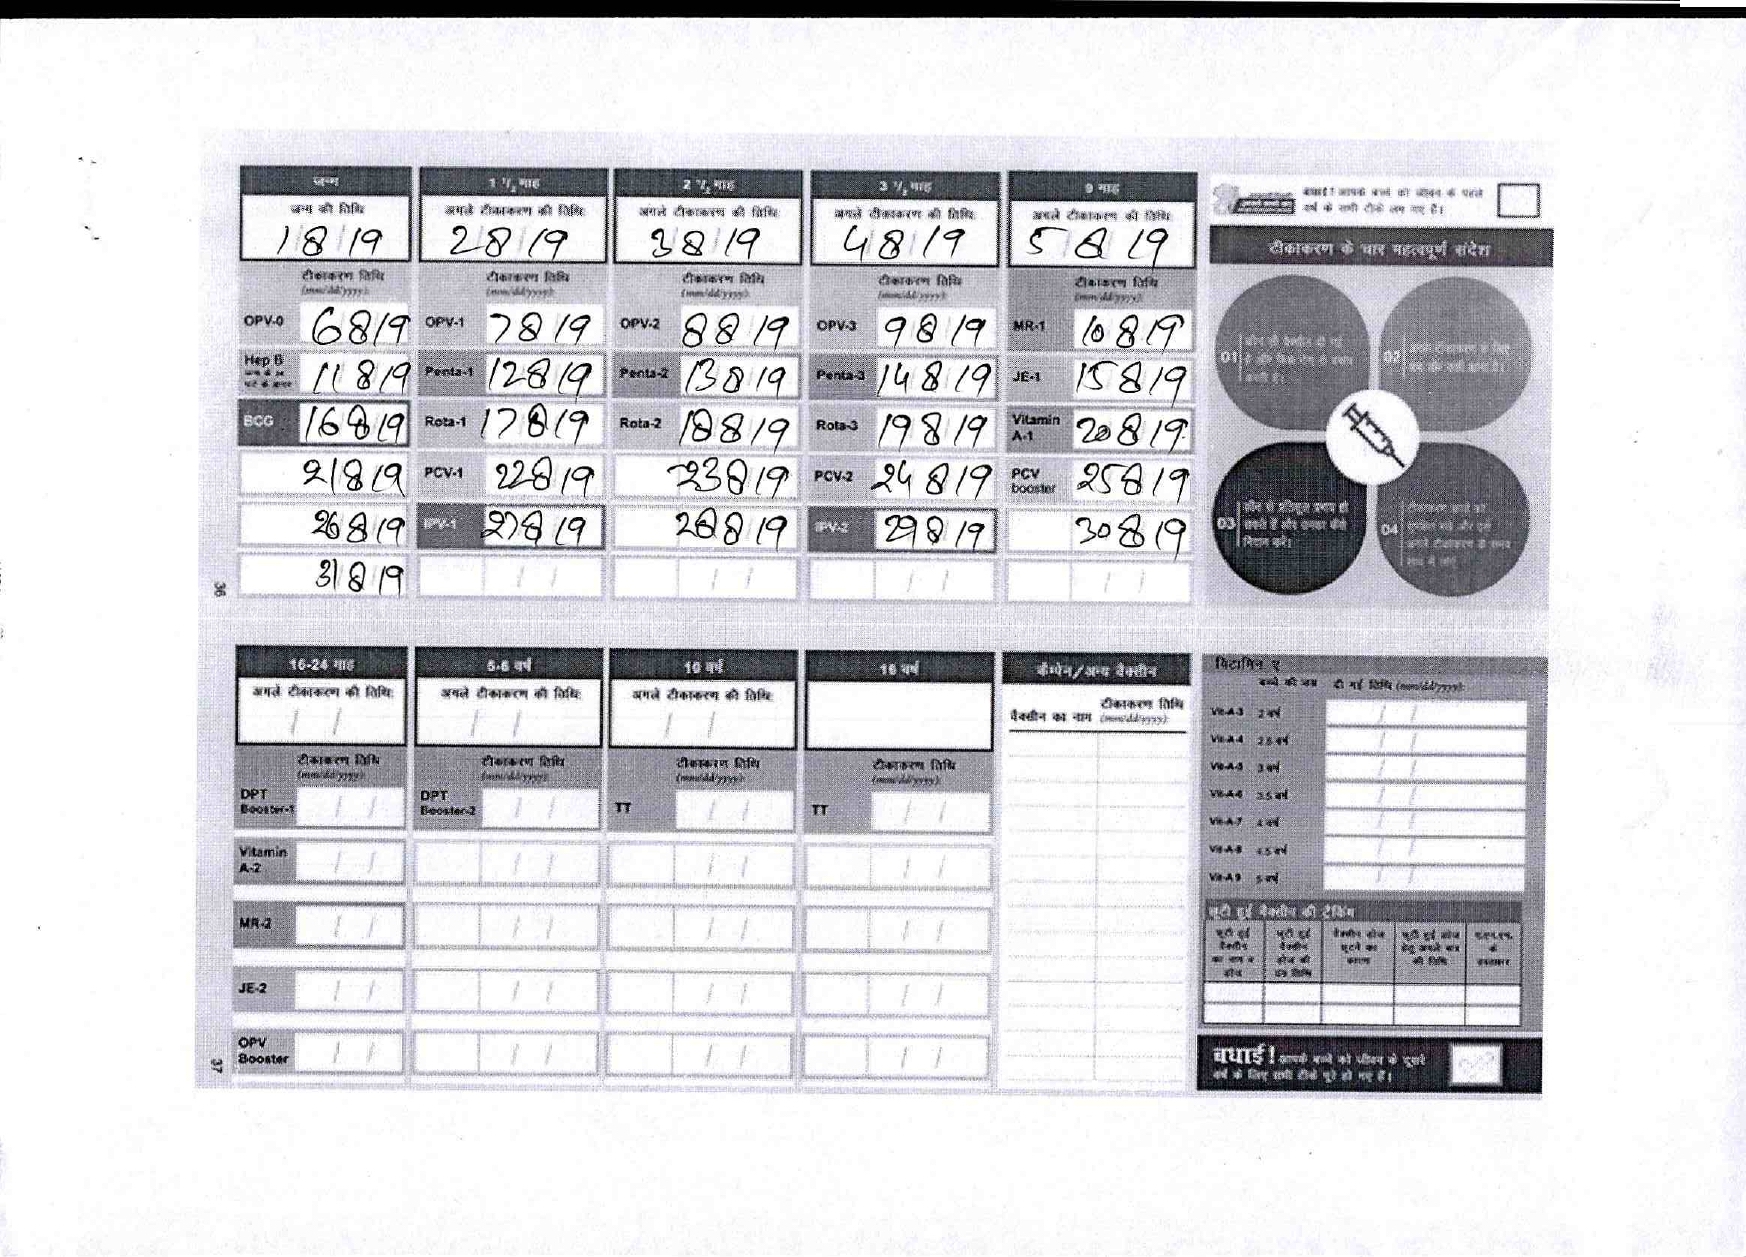 जन्म
1 ½ माह
2 ½ माह
3 ½ माह
9 माह
जन्म की तिथि
अगले टीकाकरण की तिथि
अगले टीकाकरण की तिथि
अगले टीकाकरण की तिथि
अगले टीकाकरण की तिथि
1 8 19
2 8 19
3 8 19
4 8 19
5 8 19
टीकाकरण तिथि (mm/dd/yyyy)
टीकाकरण तिथि (mm/dd/yyyy)
टीकाकरण तिथि (mm/dd/yyyy)
टीकाकरण तिथि (mm/dd/yyyy)
टीकाकरण तिथि (mm/dd/yyyy)
OPV-0 6 8 19 OPV-1 7 8 19 OPV-2 8 8 19 OPV-3 9 8 19 MR-1 10 8 19
Hep B 11 8 19 Penta-1 12 8 19 Penta-2 13 8 19 Penta-3 14 8 19 JE-1 15 8 19
BCG 16 8 19 Rota-1 17 8 19 Rota-2 18 8 19 Rota-3 19 8 19 Vitamin A-1 20 8 19
21 8 19 PCV-1 22 8 19 23 8 19 PCV-2 24 8 19 PCV booster 25 8 19
26 8 19 IPV-1 27 8 19 28 8 19 IPV-2 29 8 19 30 8 19
31 8 19
36
बधाई! आपके बच्चे को जीवन के पहले
वर्ष के सभी टीके लग गए हैं।
टीकाकरण के चार महत्वपूर्ण संदेश
01
02
03
04
16-24 माह
5-6 वर्ष
10 वर्ष
16 वर्ष
कैंपेन/अन्य वैक्सीन
अगले टीकाकरण की तिथि
अगले टीकाकरण की तिथि
अगले टीकाकरण की तिथि
टीकाकरण तिथि (mm/dd/yyyy)
टीकाकरण तिथि (mm/dd/yyyy)
टीकाकरण तिथि (mm/dd/yyyy)
टीकाकरण तिथि (mm/dd/yyyy)
वैक्सीन का नाम टीकाकरण तिथि (mm/dd/yyyy)
DPT Booster-1 DPT Booster-2 TT TT
Vitamin A-2
MR-2
JE-2
OPV Booster
37
विटामिन ए
बच्चे की उम्र दी गई तिथि (mm/dd/yyyy)
Vit-A-3 2 वर्ष
Vit-A-4 2.5 वर्ष
Vit-A-5 3 वर्ष
Vit-A-6 3.5 वर्ष
Vit-A-7 4 वर्ष
Vit-A-8 4.5 वर्ष
Vit-A 9 5 वर्ष
छूटी हुई वैक्सीन की ट्रैकिंग
बधाई! आपके बच्चे को जीवन के दूसरे
वर्ष के लिए सभी टीके पूरे हो गए हैं।